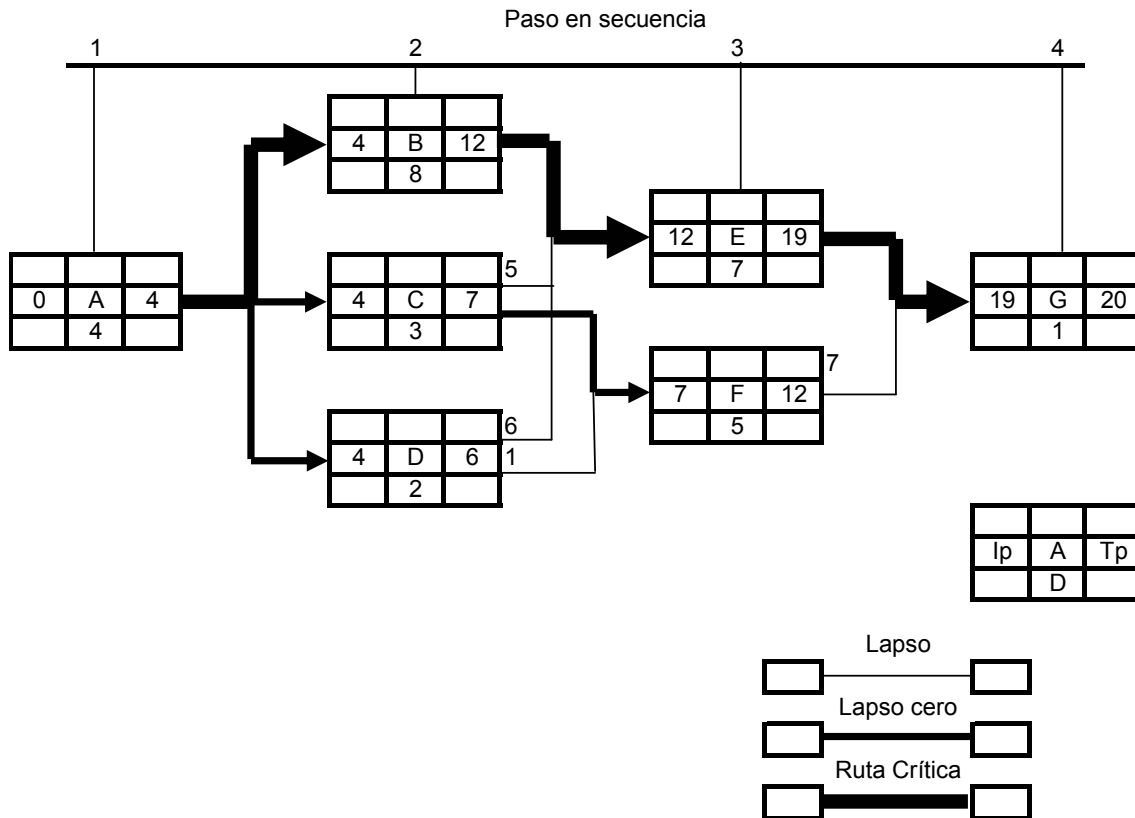 Paso en secuencia
1 2 3 4
4 B 12
8
12 E 19
7
0 A 4
4
4 C 7
3
5
19 G 20
1
7 F 12
5
7
4 D 6
2
6
1
Ip A Tp
D
Lapso
Lapso cero
Ruta Crítica